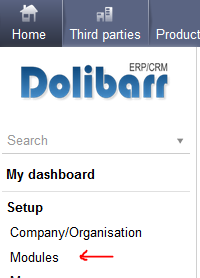 Home Third parties Product
ERP/CRM
Dolibarr
Search
My dashboard
Setup
Company/Organisation
Modules